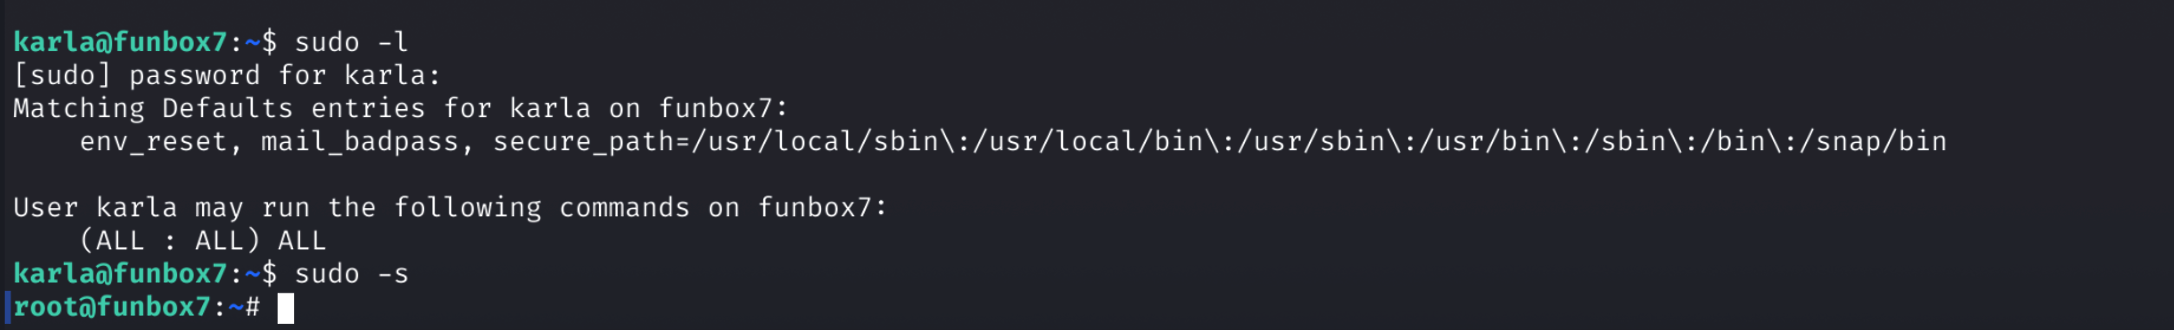 karla@funbox7:~$ sudo -l
[sudo] password for karla:
Matching Defaults entries for karla on funbox7:
    env_reset, mail_badpass, secure_path=/usr/local/sbin\:/usr/local/bin\:/usr/sbin\:/usr/bin\:/sbin\:/bin\:/snap/bin

User karla may run the following commands on funbox7:
    (ALL : ALL) ALL
karla@funbox7:~$ sudo -s
root@funbox7:~#